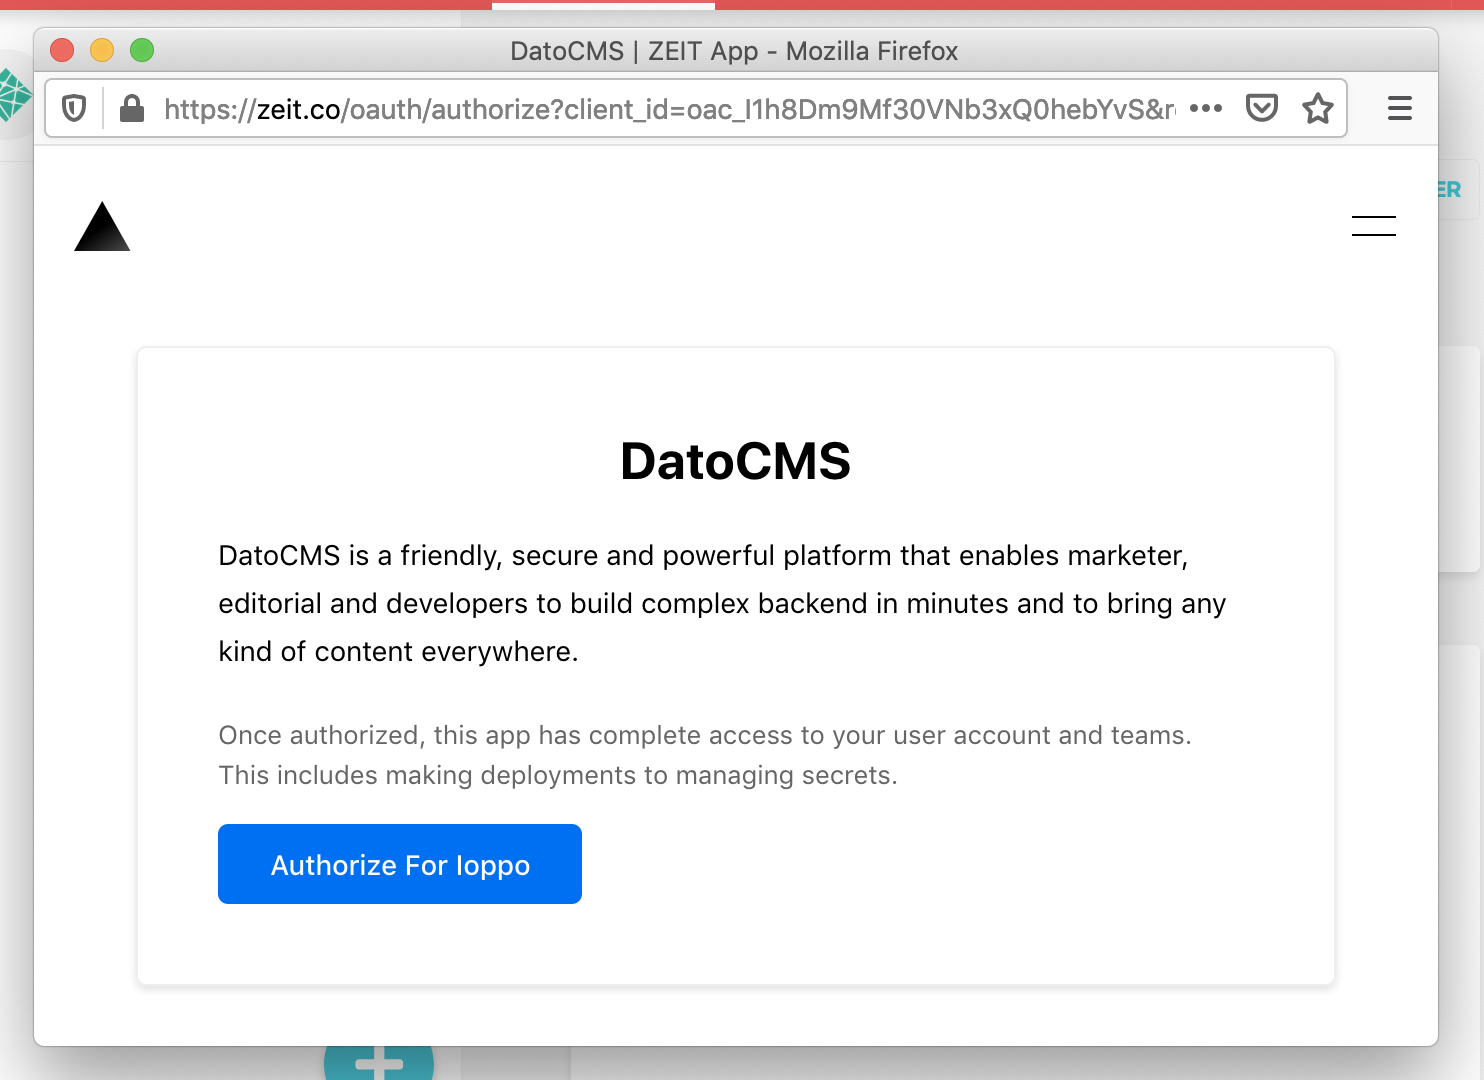 DatoCMS | ZEIT App - Mozilla Firefox
https://zeit.co/oauth/authorize?client_id=oac_I1h8Dm9Mf30VNb3xQ0hebYvS&r
ER
DatoCMS
DatoCMS is a friendly, secure and powerful platform that enables marketer,
editorial and developers to build complex backend in minutes and to bring any
kind of content everywhere.
Once authorized, this app has complete access to your user account and teams.
This includes making deployments to managing secrets.
Authorize For Ioppo